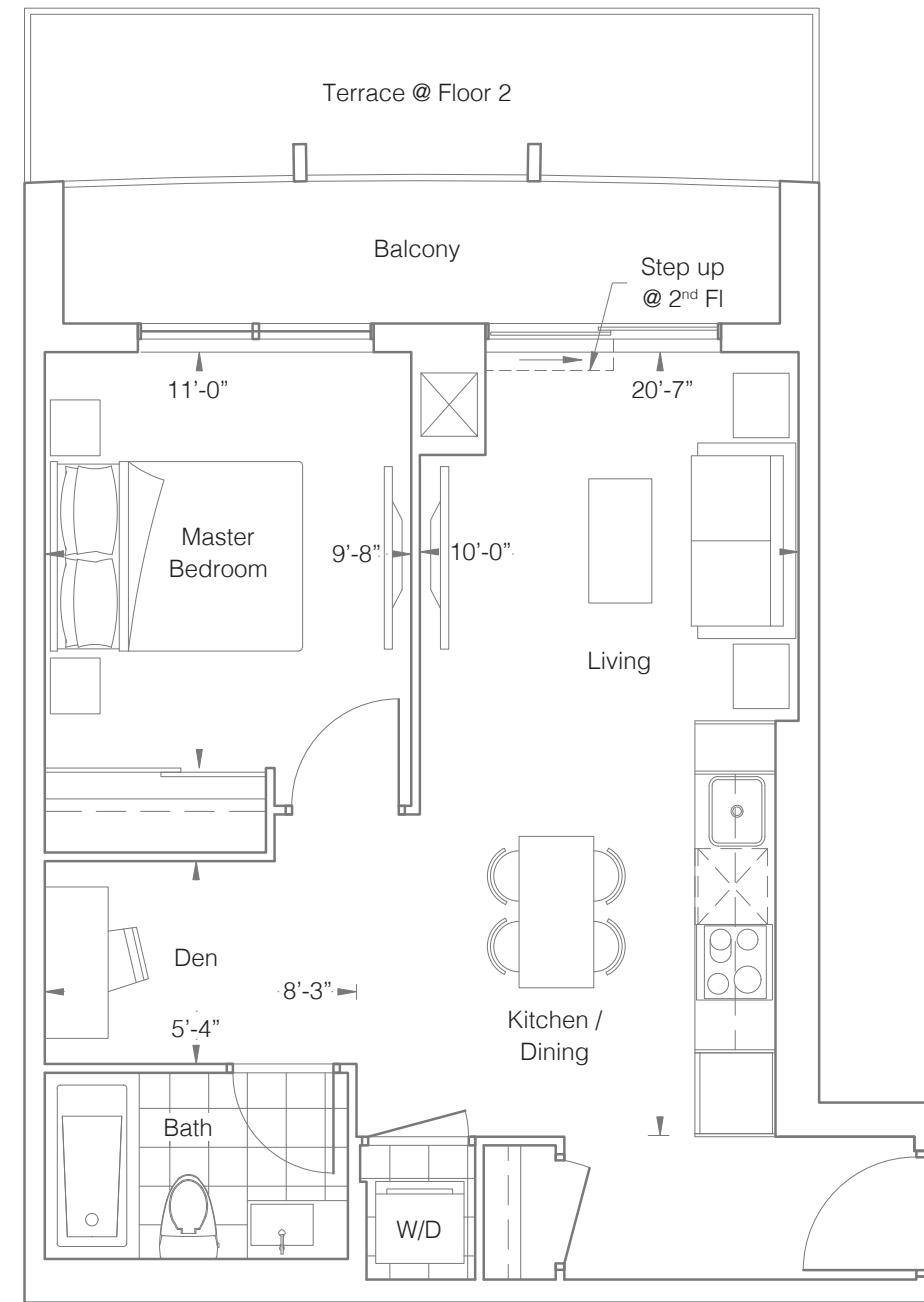 Terrace @ Floor 2
Balcony
Step up
@ 2nd Fl
11’-0”
20’-7”
Master
Bedroom
9’-8”
10’-0”
Living
Den
8’-3”
5’-4”
Kitchen /
Dining
Bath
W/D